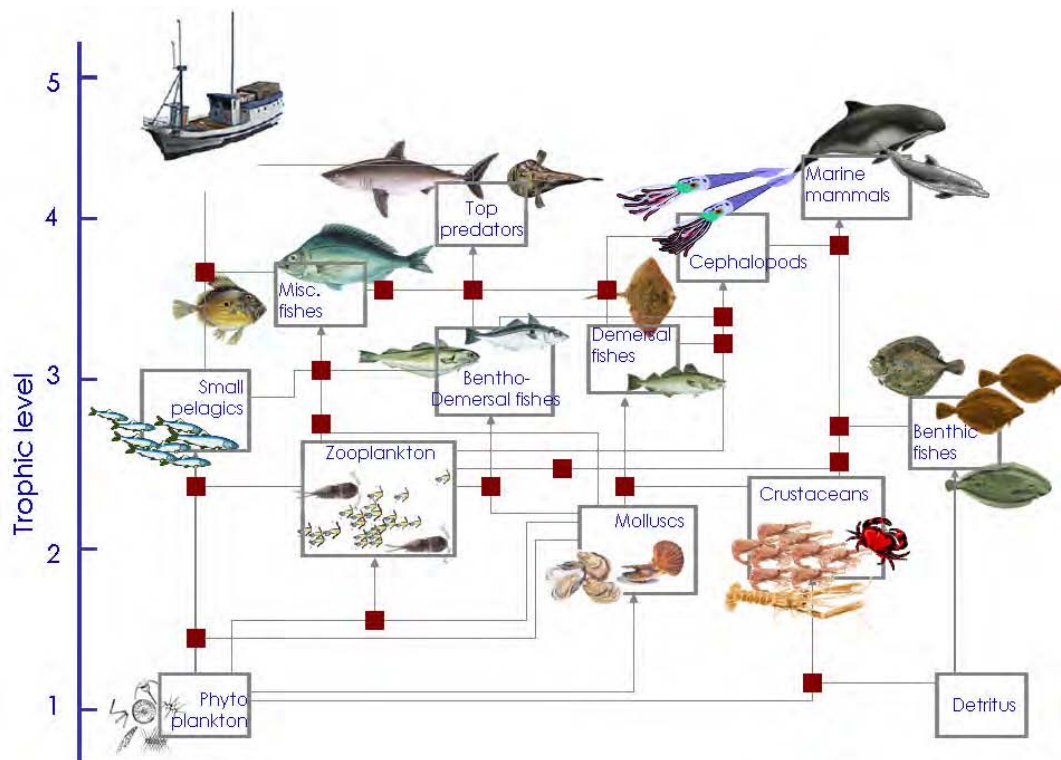 5
4
3
2
1
Trophic level
Marine
mammals
Top
predators
Cephalopods
Misc.
fishes
Demersal
fishes
Small
pelagics
Bentho-
Demersal fishes
Benthic
fishes
Zooplankton
Crustaceans
Molluscs
Phyto
plankton
Detritus